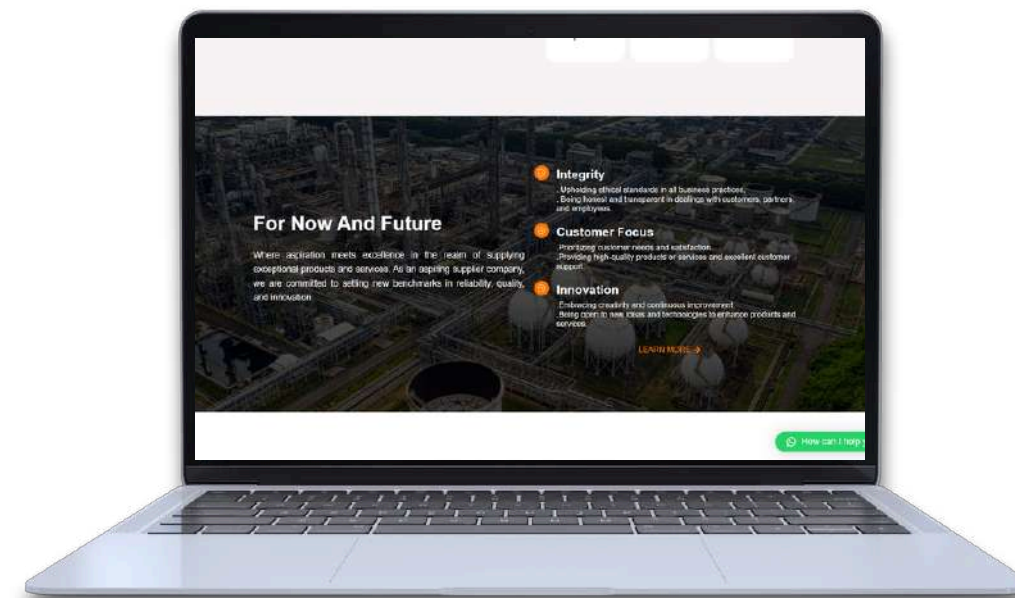 For Now And Future
Where aspiration meets excellence in the realm of supplying
exceptional products and services. As an aspiring supplier company,
we are committed to setting new benchmarks in reliability, quality,
and innovation
Integrity
. Upholding ethical standards in all business practices.
. Being honest and transparent in dealings with customers, partners
and employees.
Customer Focus
.Prioritizing customer needs and satisfaction.
.Providing high-quality products or services and excellent customer
support.
Innovation
.Embracing creativity and continuous improvement.
.Being open to new ideas and technologies to enhance products and
services.
LEARN MORE →
How can I help